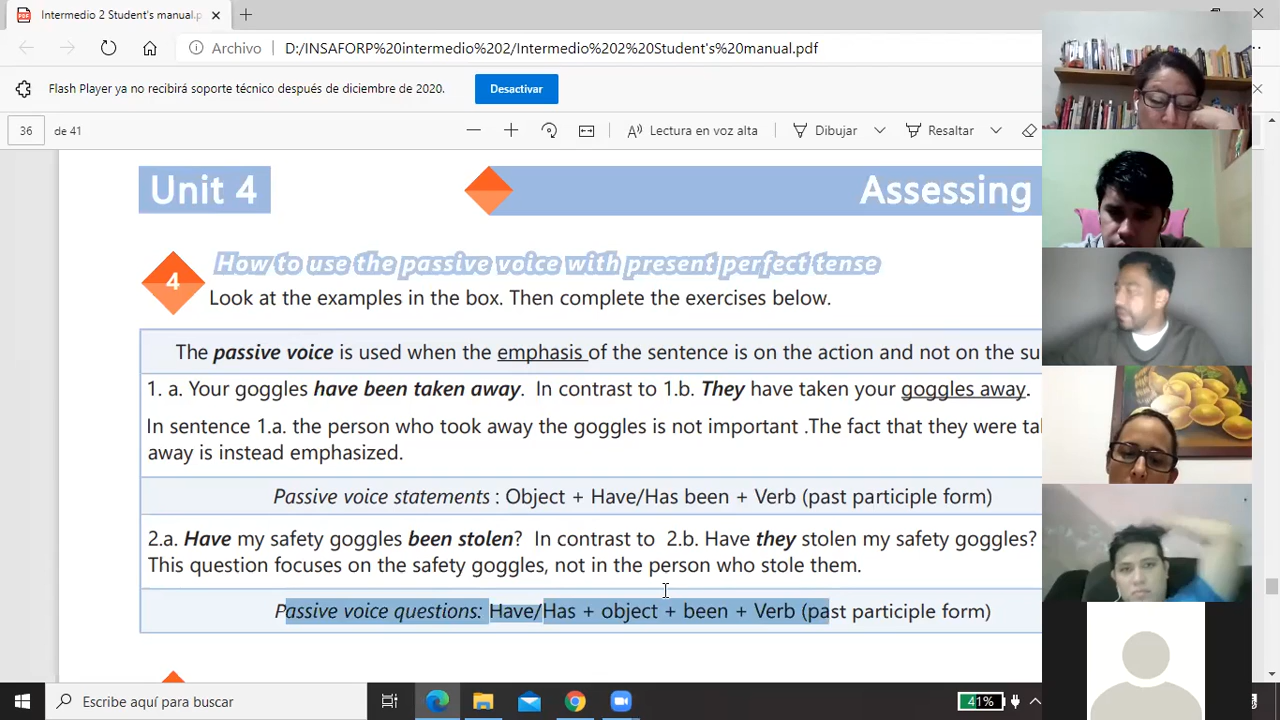 Intermedio 2 Student's manual.p
Archivo
D:/INSAFORP%20intermedio%202/Intermedio%202%20Student's%20manual.pdf
Flash Player ya no recibirá soporte técnico después de diciembre de 2020.
Desactivar
36
de 41
Lectura en voz alta
Dibujar
Resaltar
Unit 4
Assessing
4
How to use the passive voice with present perfect tense
Look at the examples in the box. Then complete the exercises below.
The passive voice is used when the emphasis of the sentence is on the action and not on the su
1. a. Your goggles have been taken away. In contrast to 1.b. They have taken your goggles away.
In sentence 1.a. the person who took away the goggles is not important .The fact that they were tal
away is instead emphasized.
Passive voice statements : Object + Have/Has been + Verb (past participle form)
2.a. Have my safety goggles been stolen? In contrast to 2.b. Have they stolen my safety goggles?
This question focuses on the safety goggles, not in the person who stole them.
Passive voice questions: Have/Has + object + been + Verb (past participle form)
Escribe aquí para buscar
41%